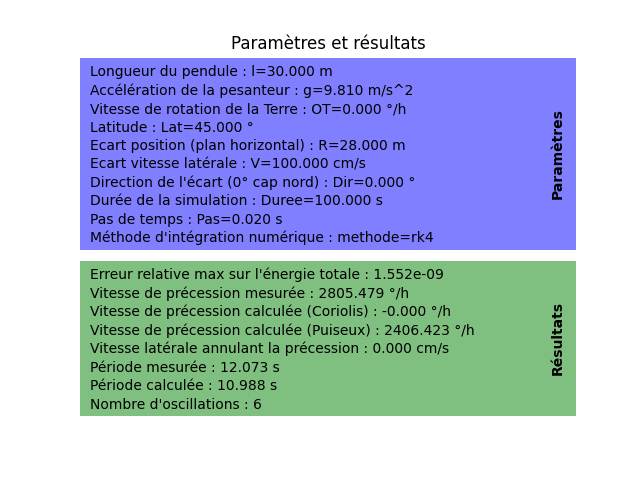 Paramètres et résultats
Longueur du pendule : l=30.000 m
Accélération de la pesanteur : g=9.810 m/s^2
Vitesse de rotation de la Terre : OT=0.000 °/h
Latitude : Lat=45.000 °
Ecart position (plan horizontal) : R=28.000 m
Ecart vitesse latérale : V=100.000 cm/s
Direction de l'écart (0° cap nord) : Dir=0.000 °
Durée de la simulation : Duree=100.000 s
Pas de temps : Pas=0.020 s
Méthode d'intégration numérique : methode=rk4
Paramètres
Erreur relative max sur l'énergie totale : 1.552e-09
Vitesse de précession mesurée : 2805.479 °/h
Vitesse de précession calculée (Coriolis) : -0.000 °/h
Vitesse de précession calculée (Puiseux) : 2406.423 °/h
Vitesse latérale annulant la précession : 0.000 cm/s
Période mesurée : 12.073 s
Période calculée : 10.988 s
Nombre d'oscillations : 6
Résultats